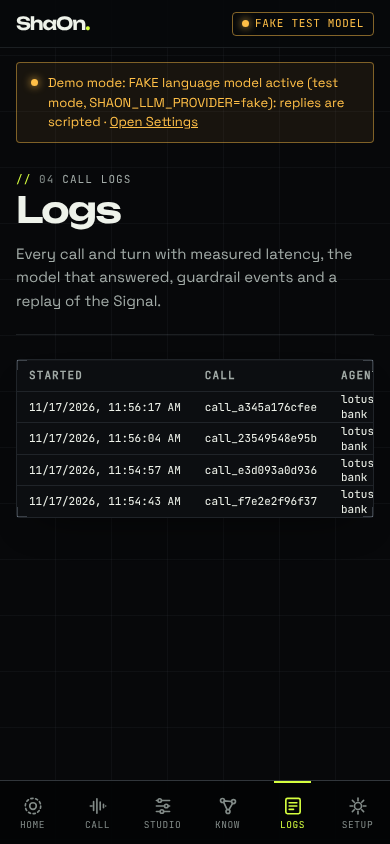 ShaOn.
FAKE TEST MODEL
Demo mode: FAKE language model active (test
mode, SHAON_LLM_PROVIDER=fake): replies are
scripted · Open Settings
// 04 CALL LOGS
Logs
Every call and turn with measured latency, the
model that answered, guardrail events and a
replay of the Signal.
STARTED CALL AGENT
11/17/2026, 11:56:17 AM call_a345a176cfee lotus
bank
11/17/2026, 11:56:04 AM call_23549548e95b lotus
bank
11/17/2026, 11:54:57 AM call_e3d093a0d936 lotus
bank
11/17/2026, 11:54:43 AM call_f7e2e2f96f37 lotus
bank
HOME CALL STUDIO KNOW LOGS SETUP